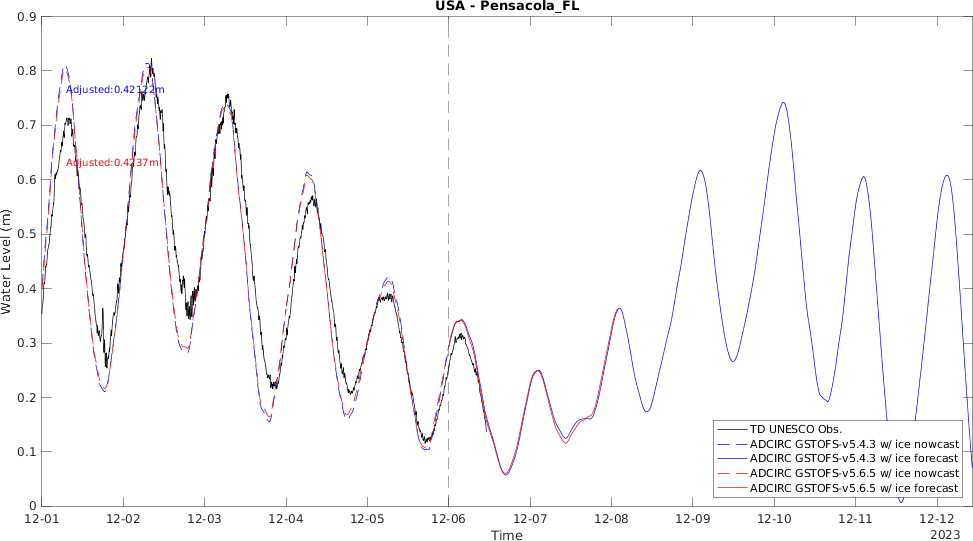 USA - Pensacola_FL
0.9
0.8
0.7
0.6
0.5
0.4
0.3
0.2
0.1
0
Water Level (m)
Adjusted:0.42122m
Adjusted:0.4237m
TD UNESCO Obs.
ADCIRC GSTOFS-v5.4.3 w/ ice nowcast
ADCIRC GSTOFS-v5.4.3 w/ ice forecast
ADCIRC GSTOFS-v5.6.5 w/ ice nowcast
ADCIRC GSTOFS-v5.6.5 w/ ice forecast
12-01 12-02 12-03 12-04 12-05 12-06 12-07 12-08 12-09 12-10 12-11 12-12
Time
2023